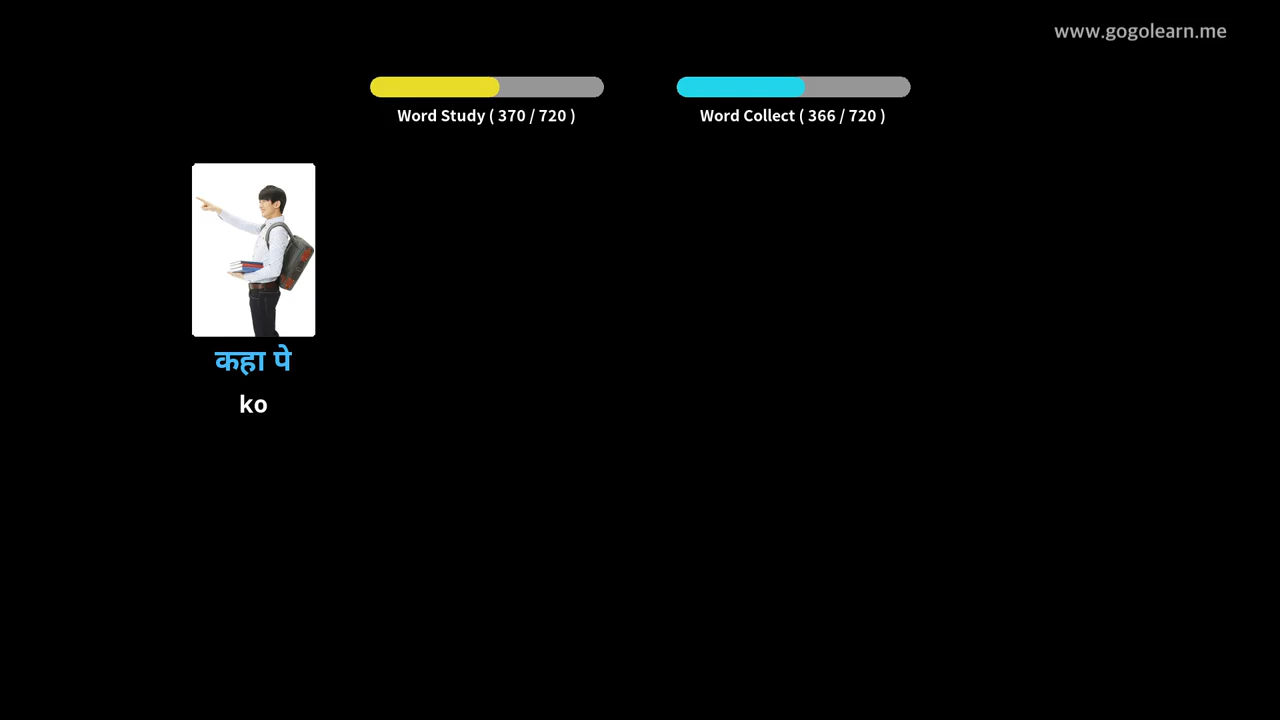 www.gogolearn.me
Word Study ( 370 / 720 )
Word Collect ( 366 / 720 )
कहा पे
ko